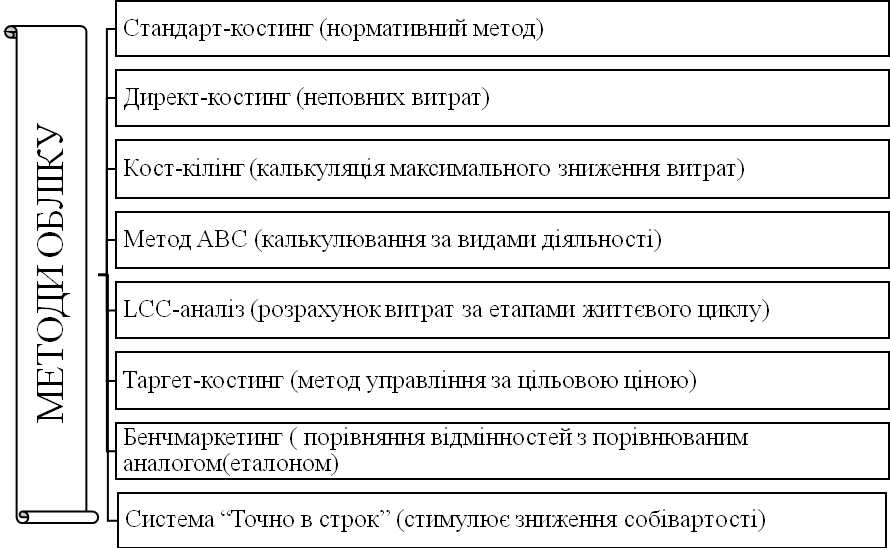 МЕТОДИ ОБЛІКУ
Стандарт-костинг (нормативний метод)
Директ-костинг (неповних витрат)
Кост-кілінг (калькуляція максимального зниження витрат)
Метод АВС (калькулювання за видами діяльності)
LCC-аналіз (розрахунок витрат за етапами життєвого циклу)
Таргет-костинг (метод управління за цільовою ціною)
Бенчмаркетинг ( порівняння відмінностей з порівнюваним
аналогом(еталоном)
Система “Точно в строк” (стимулює зниження собівартості)